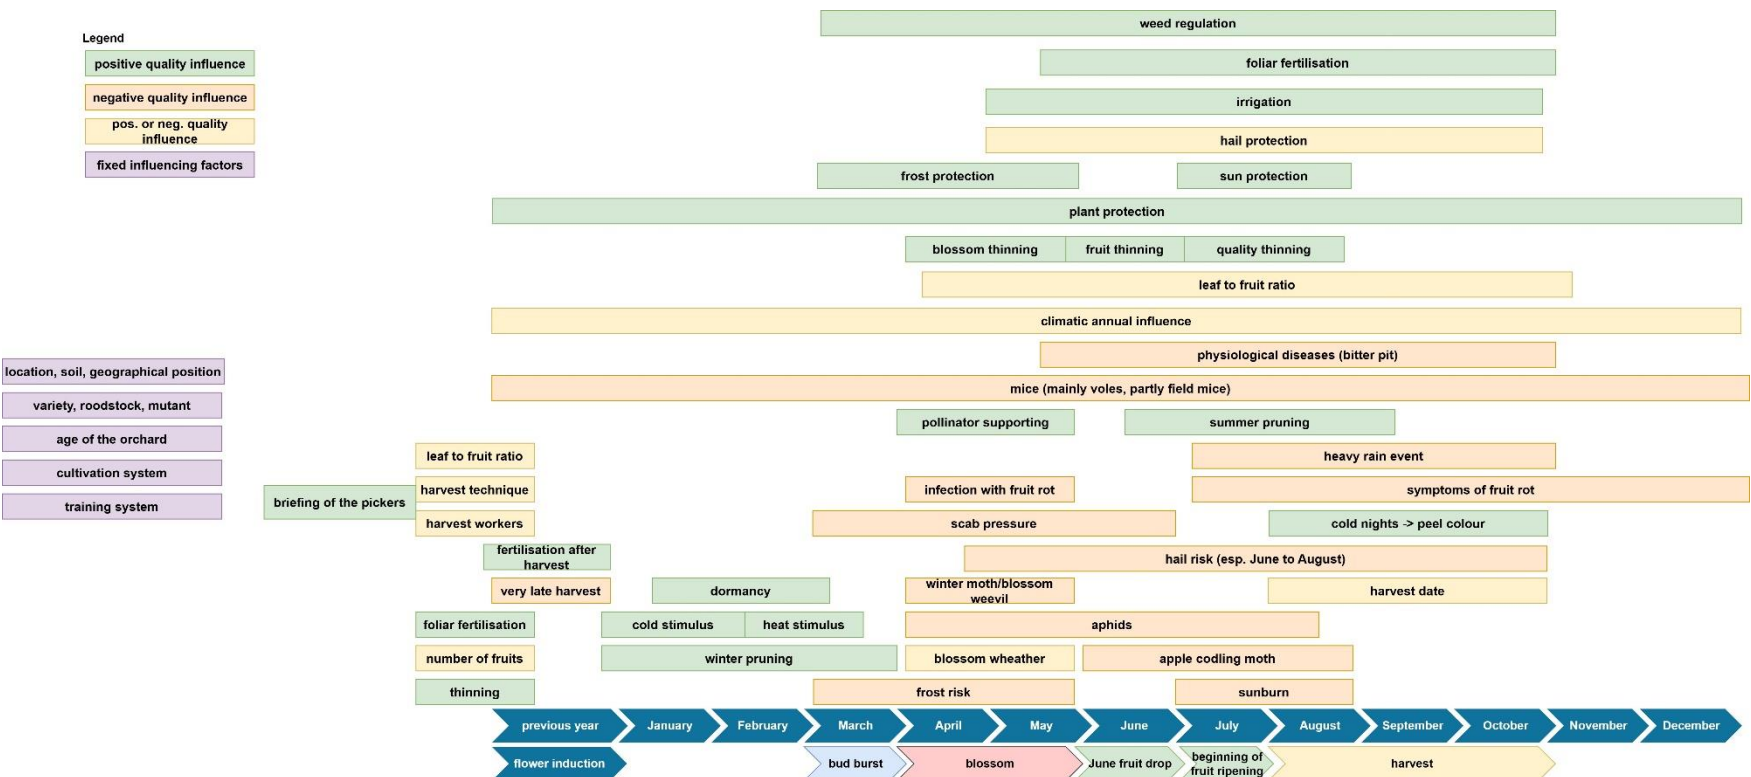 weed regulation
Legend
positive quality influence
foliar fertilisation
negative quality influence
irrigation
pos. or neg. quality
influence
hail protection
fixed influencing factors
frost protection
sun protection
plant protection
blossom thinning
fruit thinning
quality thinning
leaf to fruit ratio
climatic annual influence
physiological diseases (bitter pit)
location, soil, geographical position
mice (mainly voles, partly field mice)
variety, roodstock, mutant
pollinator supporting
summer pruning
age of the orchard
leaf to fruit ratio
heavy rain event
cultivation system
harvest technique
infection with fruit rot
symptoms of fruit rot
briefing of the pickers
training system
harvest workers
scab pressure
cold nights -> peel colour
fertilisation after
harvest
hail risk (esp. June to August)
very late harvest
dormancy
winter moth/blossom
weevil
harvest date
foliar fertilisation
cold stimulus
heat stimulus
aphids
number of fruits
winter pruning
blossom wheather
apple codling moth
thinning
frost risk
sunburn
previous year
January
February
March
April
May
June
July
August
September
October
November
December
flower induction
bud burst
blossom
June fruit drop
beginning of
fruit ripening
harvest